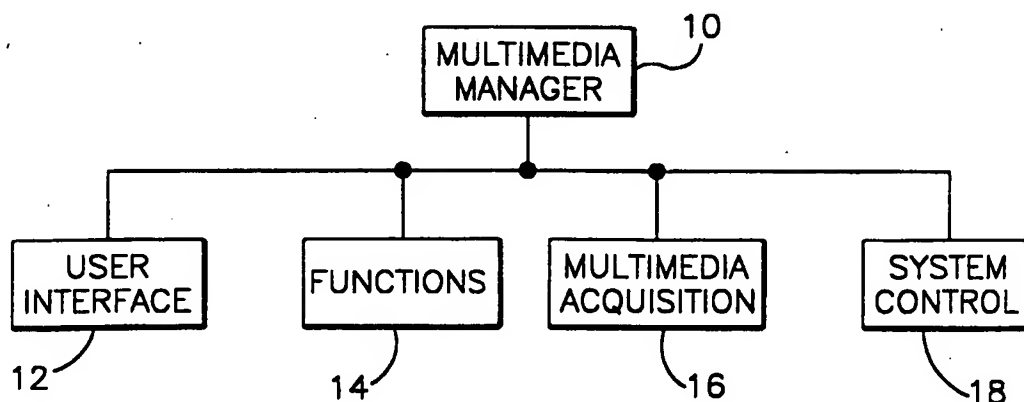 MULTIMEDIA
MANAGER
10
USER
INTERFACE
FUNCTIONS
MULTIMEDIA
ACQUISITION
SYSTEM
CONTROL
12
14
16
18